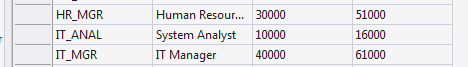 HR_MGR Human Resour... 30000 51000
IT_ANAL System Analyst 10000 16000
IT_MGR IT Manager 40000 61000